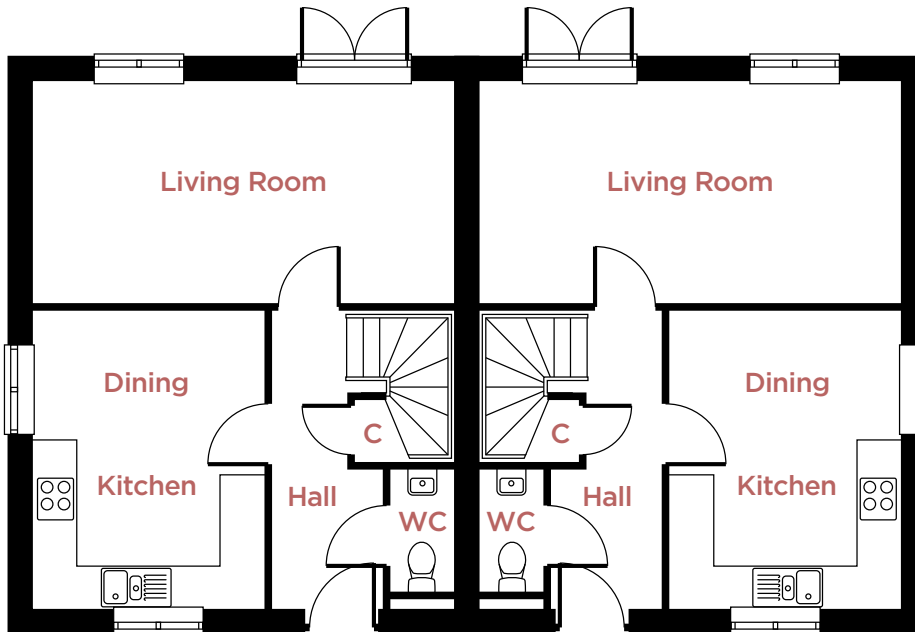 Living Room
Living Room
Dining
Dining
C
C
Kitchen
Hall
Hall
Kitchen
WC
WC